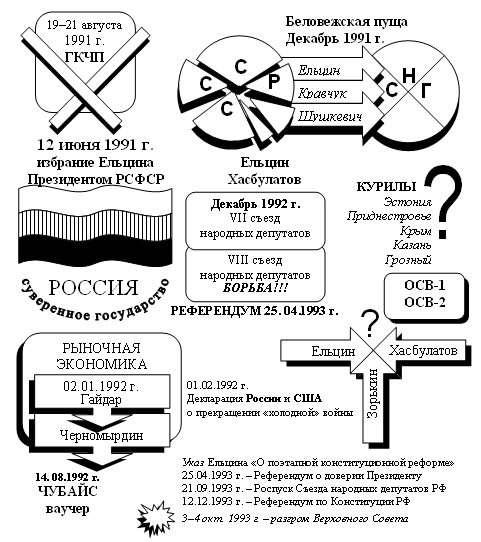 19–21 августа
1991 г.
ГКЧП
Беловежская пуща
Декабрь 1991 г.
С С С Р
Ельцин
Кравчук
Шушкевич
С Н Г
12 июня 1991 г.
избрание Ельцина
Президентом РСФСР
РОССИЯ
суверенное государство
Ельцин
Хасбулатов
Декабрь 1992 г.
VII съезд
народных депутатов
VIII съезд
народных депутатов
БОРЬБА!!!
РЕФЕРЕНДУМ 25.04.1993 г.
КУРИЛЫ
Эстония
Приднестровье
Крым
Казань
Грозный
?
ОСВ-1
ОСВ-2
?
Ельцин
Хасбулатов
Зорькин
РЫНОЧНАЯ
ЭКОНОМИКА
02.01.1992 г.
Гайдар
Черномырдин
14.08.1992 г.
ЧУБАЙС
ваучер
01.02.1992 г.
Декларация России и США
о прекращении «холодной» войны
Указ Ельцина «О поэтапной конституционной реформе»
25.04.1993 г. – Референдум о доверии Президенту
21.09.1993 г. – Роспуск Съезда народных депутатов РФ
12.12.1993 г. – Референдум по Конституции РФ
3–4 окт. 1993 г – разгром Верховного Совета